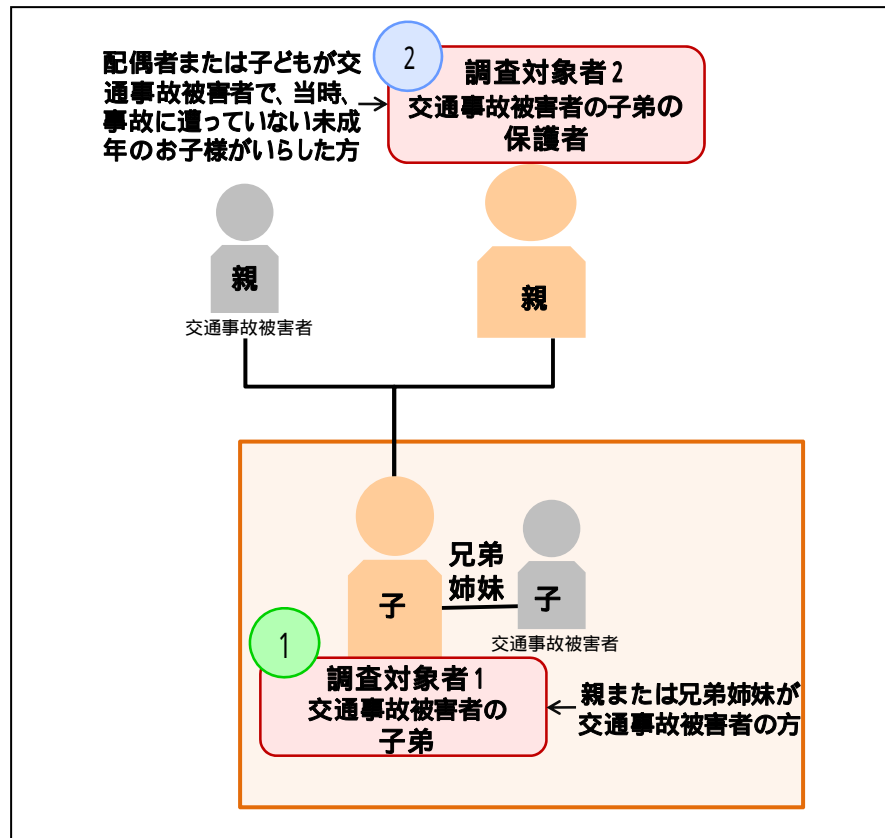 配偶者または子どもが交
通事故被害者で、当時、
事故に遭っていない未成
年のお子様がいらした方
2
調査対象者2
交通事故被害者の子弟の
保護者
親
交通事故被害者
親
子
兄弟
姉妹
子
交通事故被害者
1
調査対象者1
交通事故被害者の
子弟
親または兄弟姉妹が
交通事故被害者の方